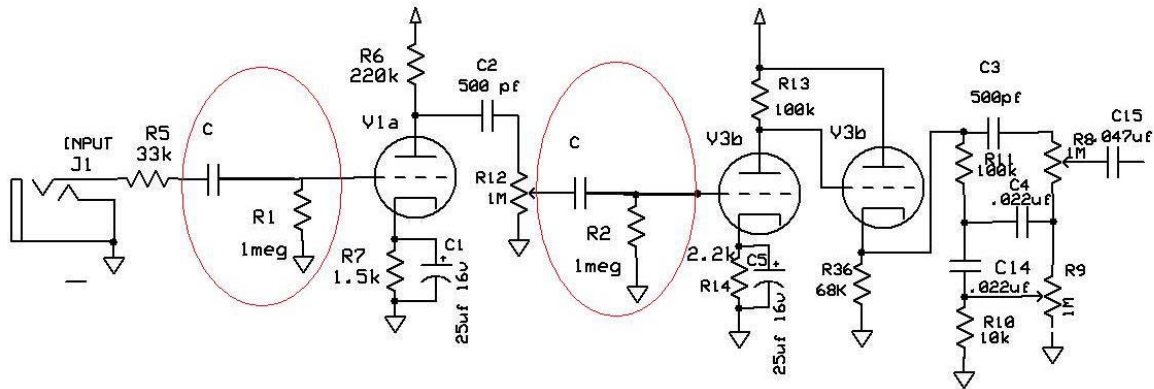 INPUT
J1
R5
33k
C
R1
1meg
R6
220k
V1a
R7
1.5k
C1
25uf 16v
C2
500 pf
R12
1M
C
R2
1meg
R13
100k
V3b
2.2k
R14
C5
25uf 16v
V3b
R36
68K
C3
500pf
R11
100k
C4
.022uf
C14
.022uf
R10
10k
R8
1M
R9
1M
C15
.047uf